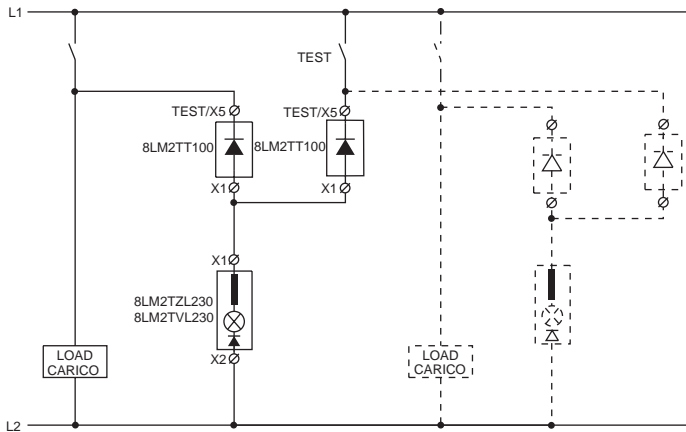 L1
TEST
TEST/X5
TEST/X5
8LM2TT100
8LM2TT100
X1
X1
X1
8LM2TZL230
8LM2TVL230
X2
LOAD
CARICO
LOAD
CARICO
L2